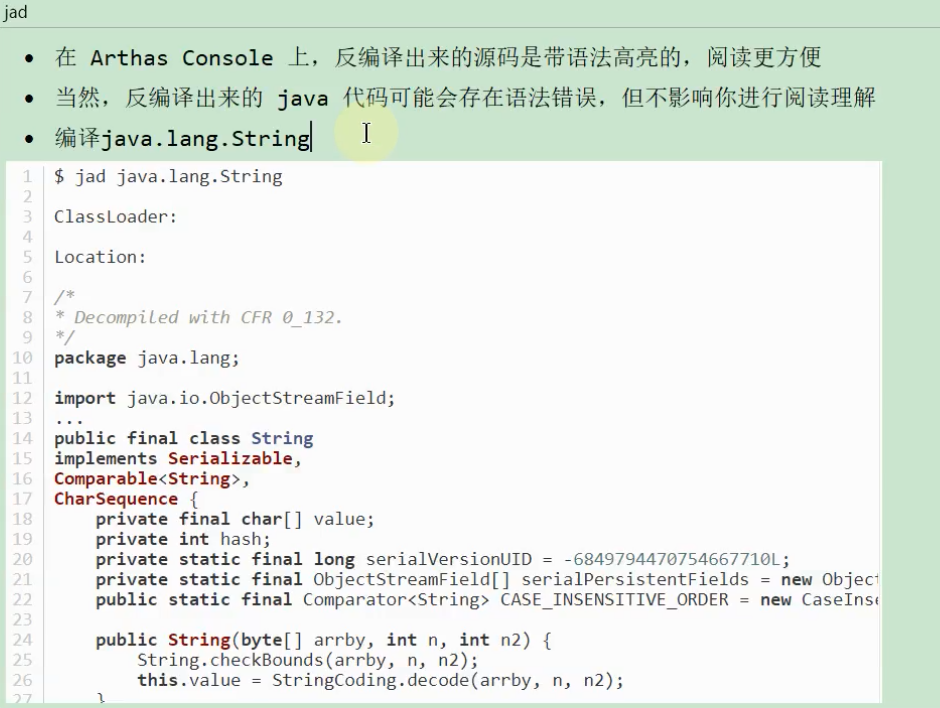 jad
• 在 Arthas Console 上，反编译出来的源码是带语法高亮的，阅读更方便
• 当然，反编译出来的 java 代码可能会存在语法错误，但不影响你进行阅读理解
• 编译java.lang.String
1 $ jad java.lang.String
2
3 ClassLoader:
4
5 Location:
6
7 /*
8 * Decompiled with CFR 0_132.
9 */
10 package java.lang;
11
12 import java.io.ObjectStreamField;
13 ...
14 public final class String
15 implements Serializable,
16 Comparable<String>,
17 CharSequence {
18     private final char[] value;
19     private int hash;
20     private static final long serialVersionUID = -6849794470754667710L;
21     private static final ObjectStreamField[] serialPersistentFields = new Object
22     public static final Comparator<String> CASE_INSENSITIVE_ORDER = new CaseInse
23
24     public String(byte[] arrby, int n, int n2) {
25         String.checkBounds(arrby, n, n2);
26         this.value = StringCoding.decode(arrby, n, n2);
27     }